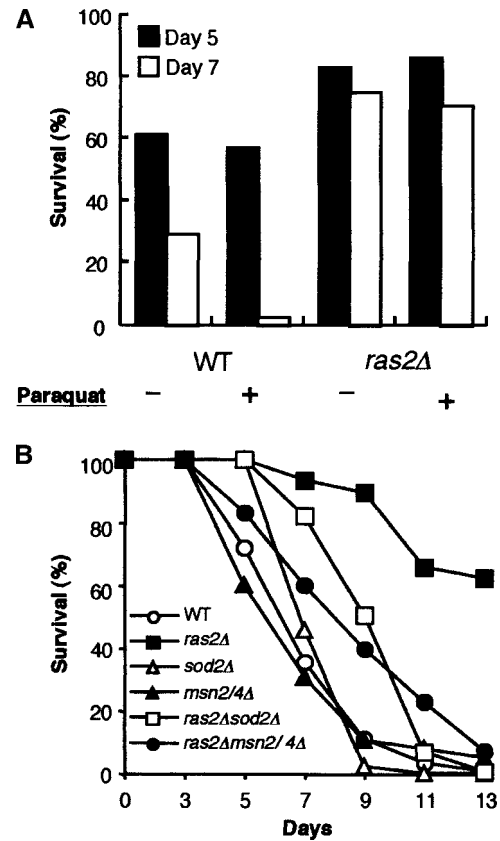 A
Survival (%)
100
80
60
40
20
0
Day 5
Day 7
WT
ras2Δ
Paraquat
−
+
−
+
B
Survival (%)
100
80
60
40
20
0
WT
ras2Δ
sod2Δ
msn2/4Δ
ras2Δsod2Δ
ras2Δmsn2/4Δ
0
3
5
7
9
11
13
Days